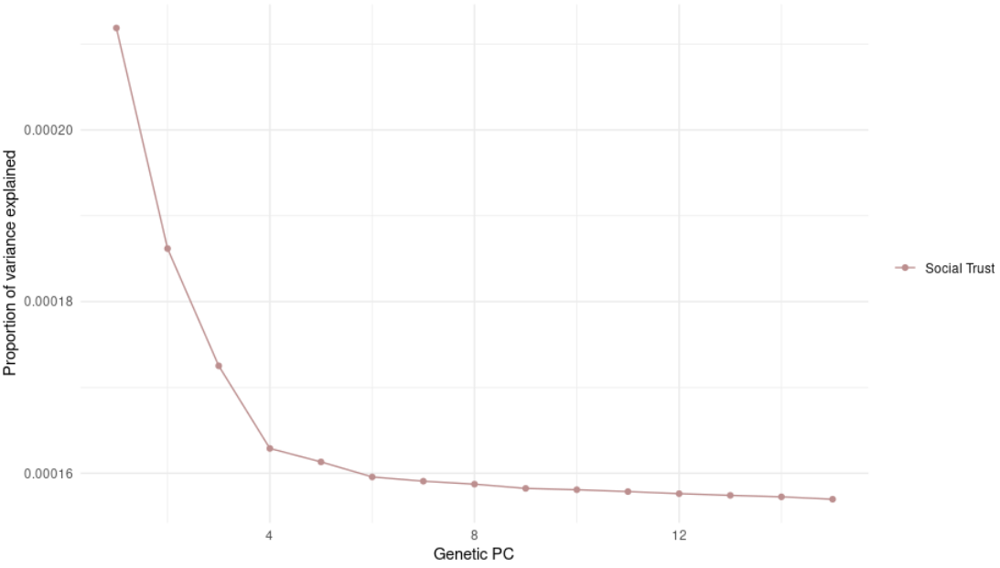 Proportion of variance explained
0.00020
0.00018
0.00016
4
8
12
Genetic PC
Social Trust